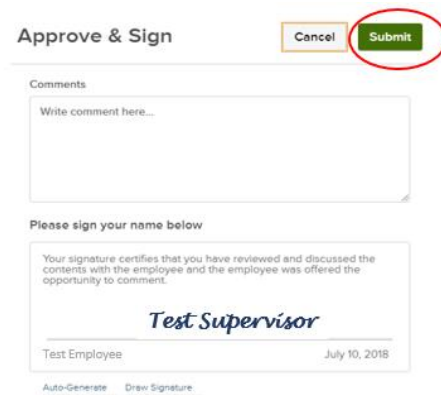 Approve & Sign
Cancel
Submit
Comments
Write comment here...
Please sign your name below
Your signature certifies that you have reviewed and discussed the
contents with the employee and the employee was offered the
opportunity to comment.
Test Supervisor
Test Employee
July 10, 2018
Auto-Generate
Draw Signature